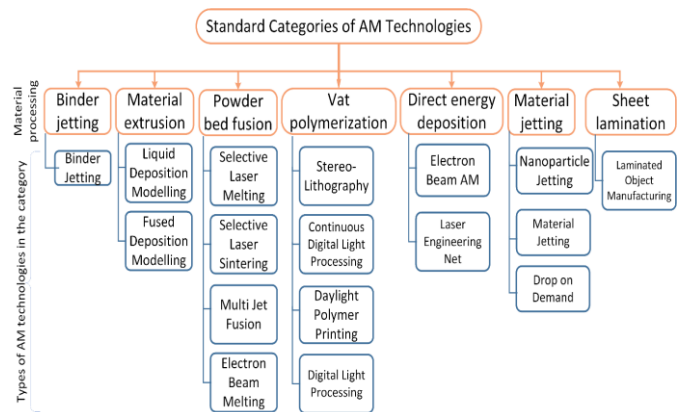 Standard Categories of AM Technologies
Material
processing
Binder
jetting
Material
extrusion
Powder
bed fusion
Vat
polymerization
Direct energy
deposition
Material
jetting
Sheet
lamination
Types of AM technologies in the category
Binder
Jetting
Liquid
Deposition
Modelling
Fused
Deposition
Modelling
Selective
Laser
Melting
Selective
Laser
Sintering
Multi Jet
Fusion
Electron
Beam
Melting
Stereo-
Lithography
Continuous
Digital Light
Processing
Daylight
Polymer
Printing
Digital Light
Processing
Electron
Beam AM
Laser
Engineering
Net
Nanoparticle
Jetting
Material
Jetting
Drop on
Demand
Laminated
Object
Manufacturing